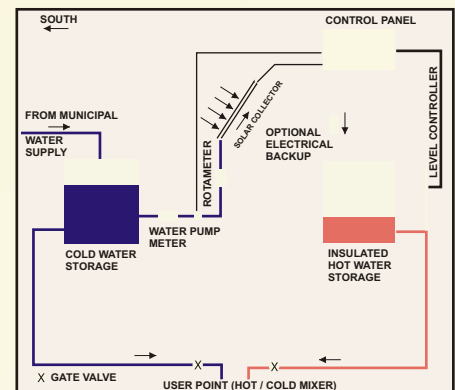 SOUTH
CONTROL PANEL
FROM MUNICIPAL
WATER
SUPPLY
SOLAR COLLECTOR
OPTIONAL
ELECTRICAL
BACKUP
LEVEL CONTROLLER
ROTAMETER
WATER PUMP
METER
COLD WATER
STORAGE
INSULATED
HOT WATER
STORAGE
X
X
X GATE VALVE
USER POINT (HOT / COLD MIXER)